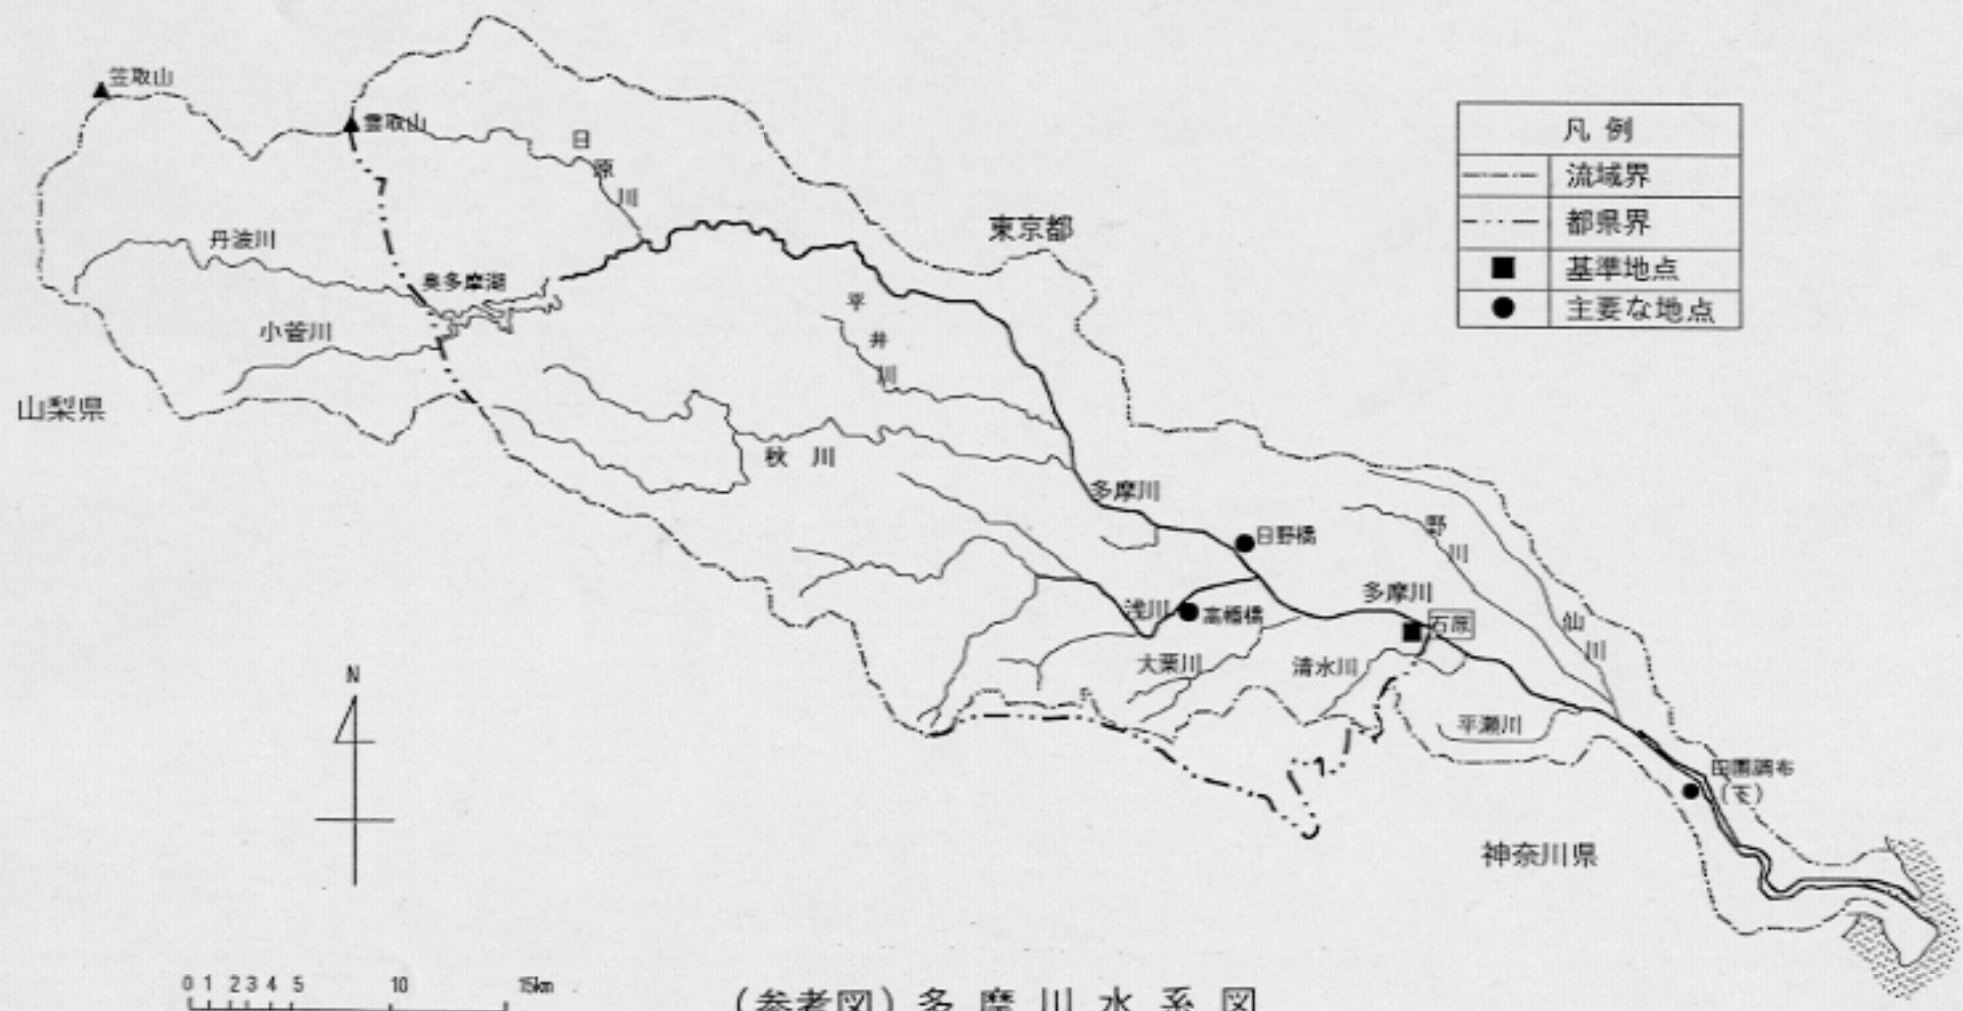 笠取山
雲取山
日原川
丹波川
奥多摩湖
小菅川
山梨県
東京都
平井川
秋川
多摩川
日野橋
野川
仙川
浅川
高幡橋
多摩川
石原
大栗川
清水川
平瀬川
田園調布
神奈川県
凡例
流域界
都県界
基準地点
主要な地点
N
0 1 2 3 4 5 10 15km
(参考図) 多摩川水系図